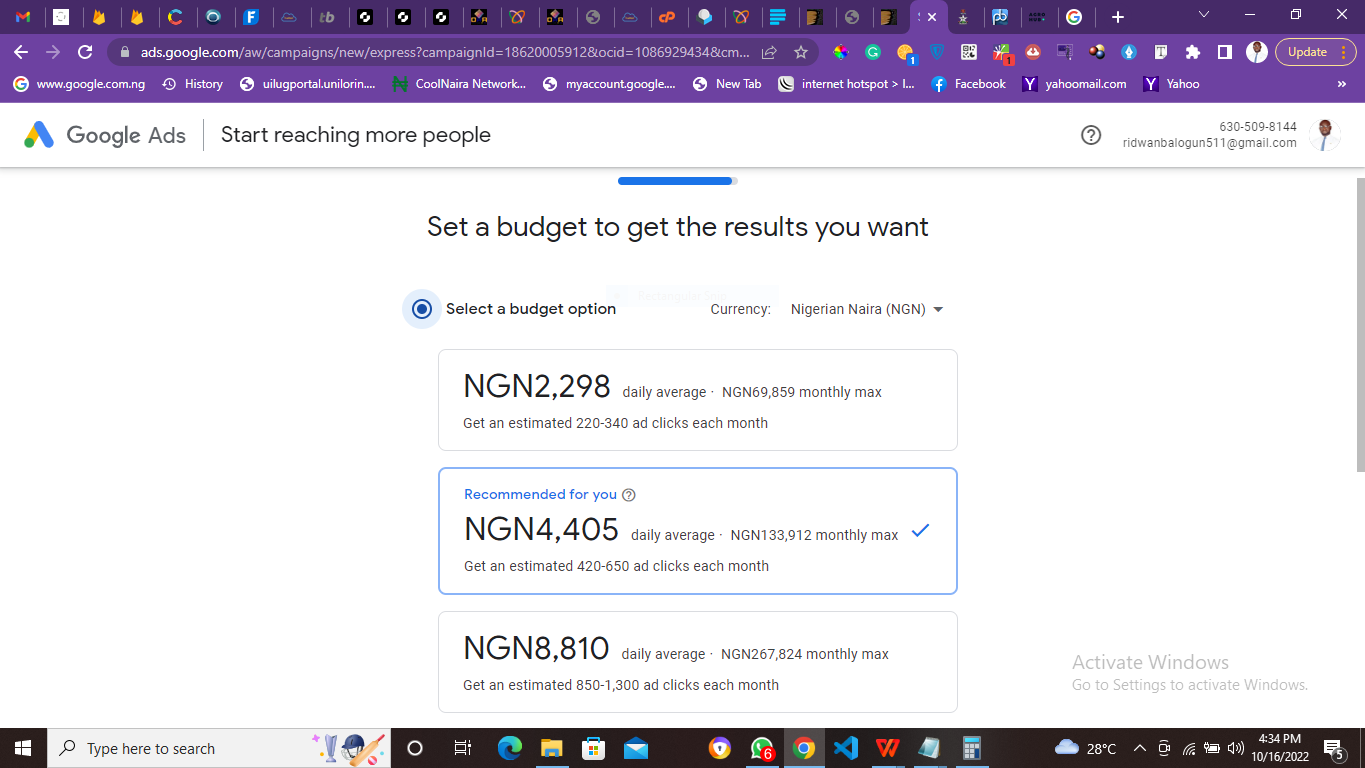 ads.google.com/aw/campaigns/new/express?campaignId=18620005912&ocid=1086929434&cm...
1
1
Update
www.google.com.ng
History
uilugportal.unilorin....
CoolNaira Network...
myaccount.google....
New Tab
internet hotspot > I...
Facebook
yahoomail.com
Yahoo
»
Google Ads
Start reaching more people
630-509-8144
ridwanbalogun511@gmail.com
Set a budget to get the results you want
Select a budget option
Currency: Nigerian Naira (NGN)
NGN2,298 daily average · NGN69,859 monthly max
Get an estimated 220-340 ad clicks each month
Recommended for you
NGN4,405 daily average · NGN133,912 monthly max
Get an estimated 420-650 ad clicks each month
NGN8,810 daily average · NGN267,824 monthly max
Get an estimated 850-1,300 ad clicks each month
Activate Windows
Go to Settings to activate Windows.
Type here to search
6
28°C
4:34 PM
10/16/2022
5